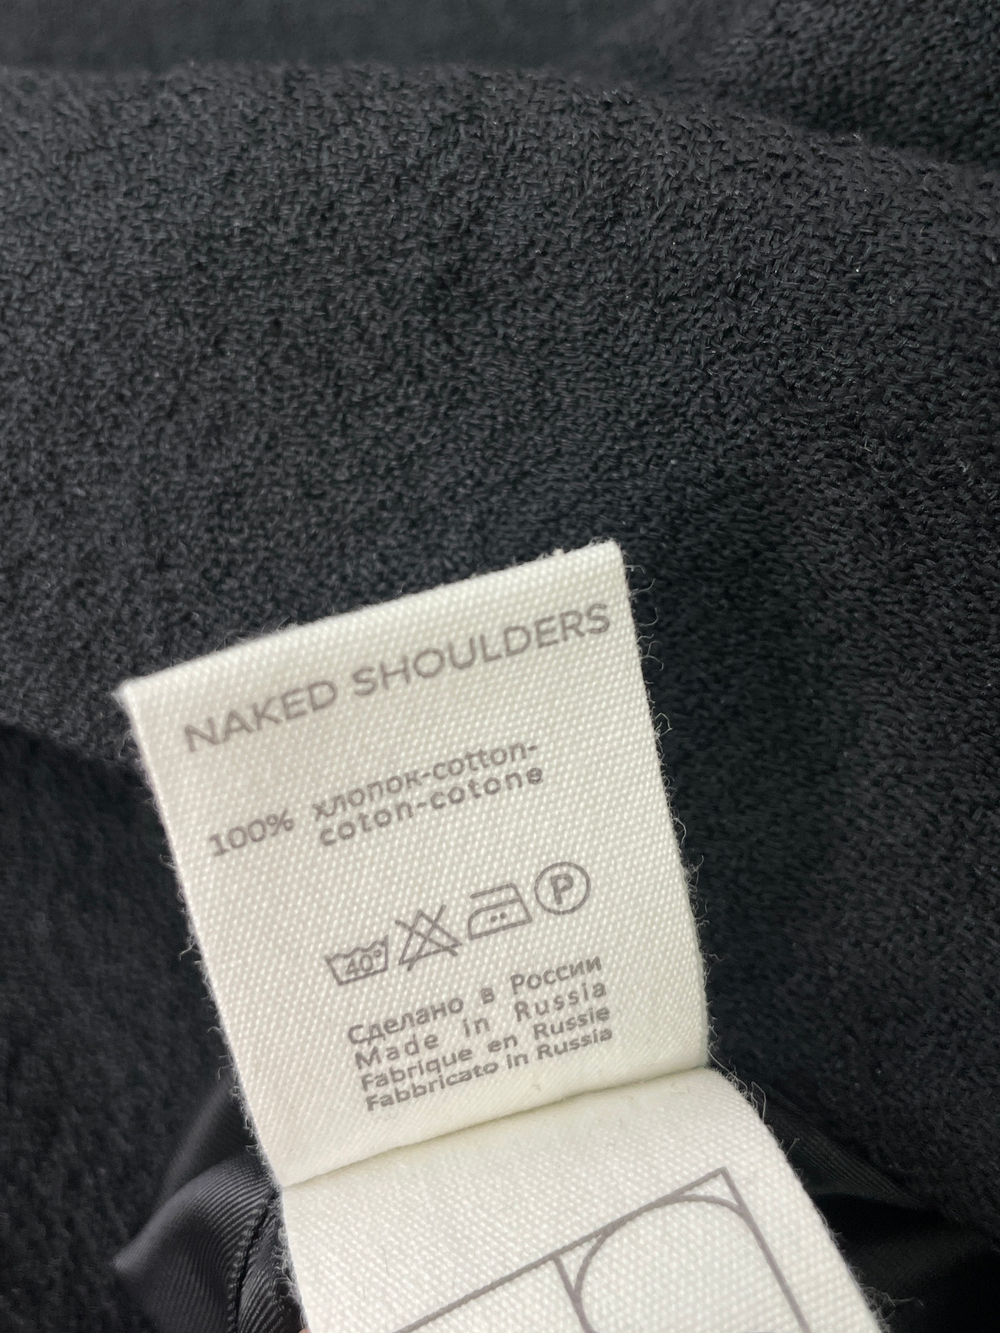 NAKED SHOULDERS
100% хлопок-cotton-
coton-cotone
40°
P
Сделано в России
Made in Russia
Fabrique en Russie
Fabbricato in Russia